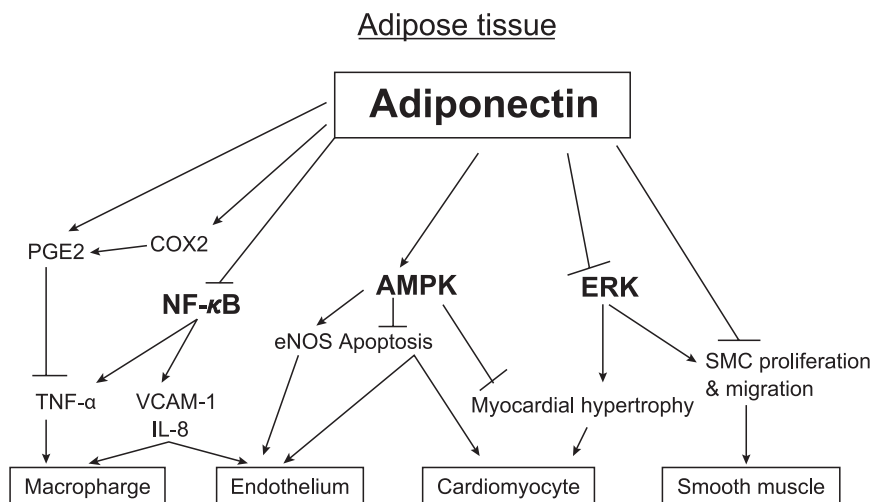 Adipose tissue
Adiponectin
PGE2
COX2
NF-κB
AMPK
ERK
eNOS Apoptosis
SMC proliferation
& migration
TNF-α
VCAM-1
IL-8
Myocardial hypertrophy
Macropharge
Endothelium
Cardiomyocyte
Smooth muscle